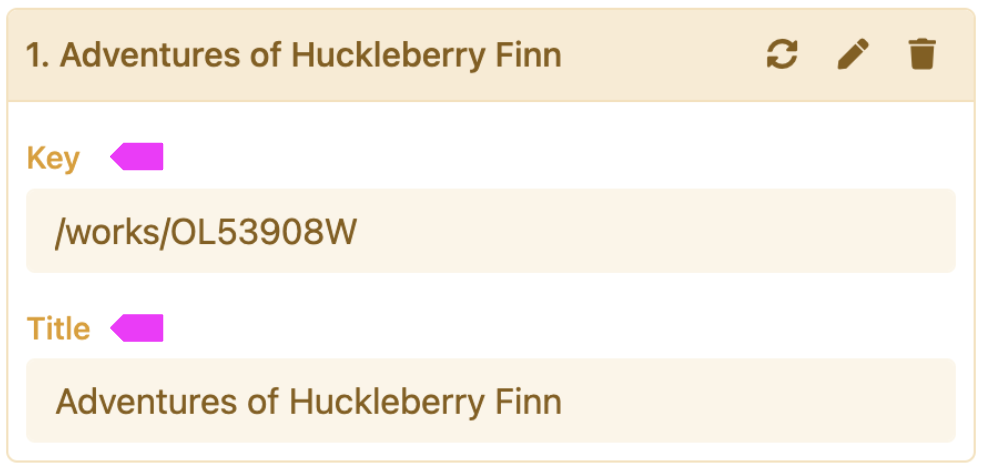 1. Adventures of Huckleberry Finn
Key
/works/OL53908W
Title
Adventures of Huckleberry Finn